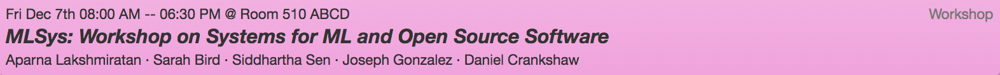 Fri Dec 7th 08:00 AM -- 06:30 PM @ Room 510 ABCD
Workshop
MLSys: Workshop on Systems for ML and Open Source Software
Aparna Lakshmiratan · Sarah Bird · Siddhartha Sen · Joseph Gonzalez · Daniel Crankshaw